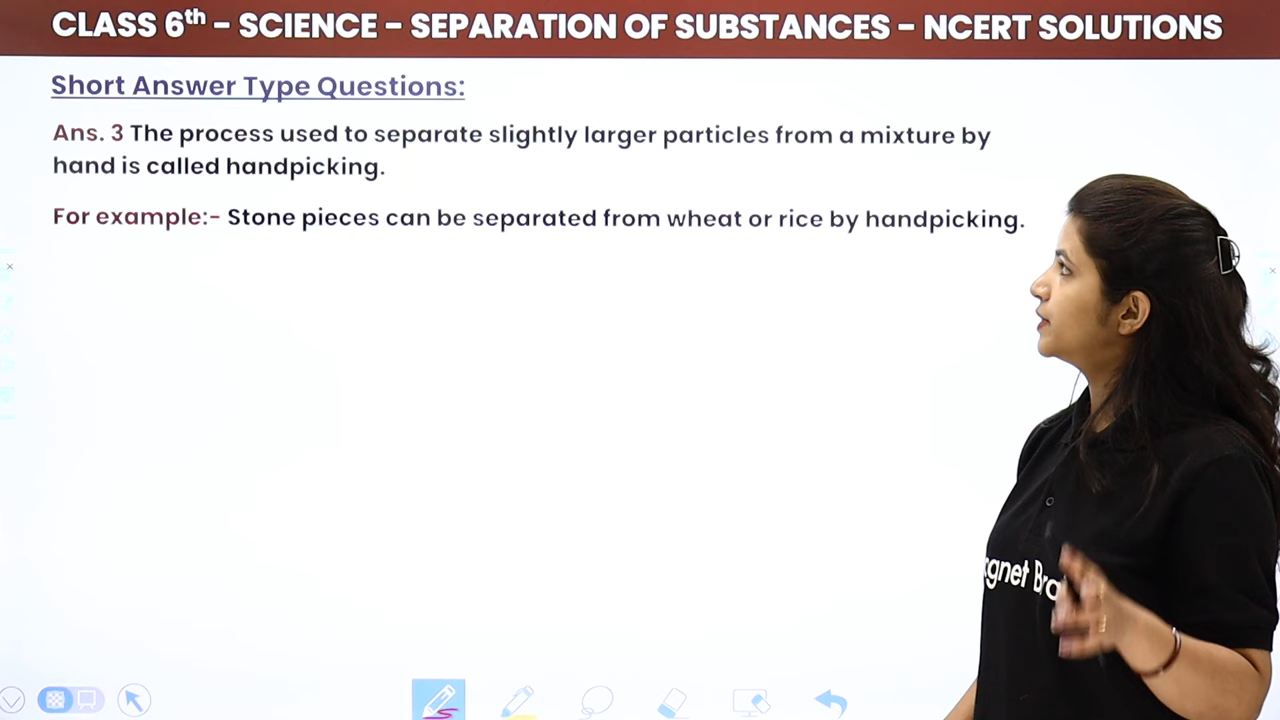 CLASS 6th – SCIENCE – SEPARATION OF SUBSTANCES – NCERT SOLUTIONS
Short Answer Type Questions:
Ans. 3 The process used to separate slightly larger particles from a mixture by
hand is called handpicking.
For example:- Stone pieces can be separated from wheat or rice by handpicking.
gnet Bra